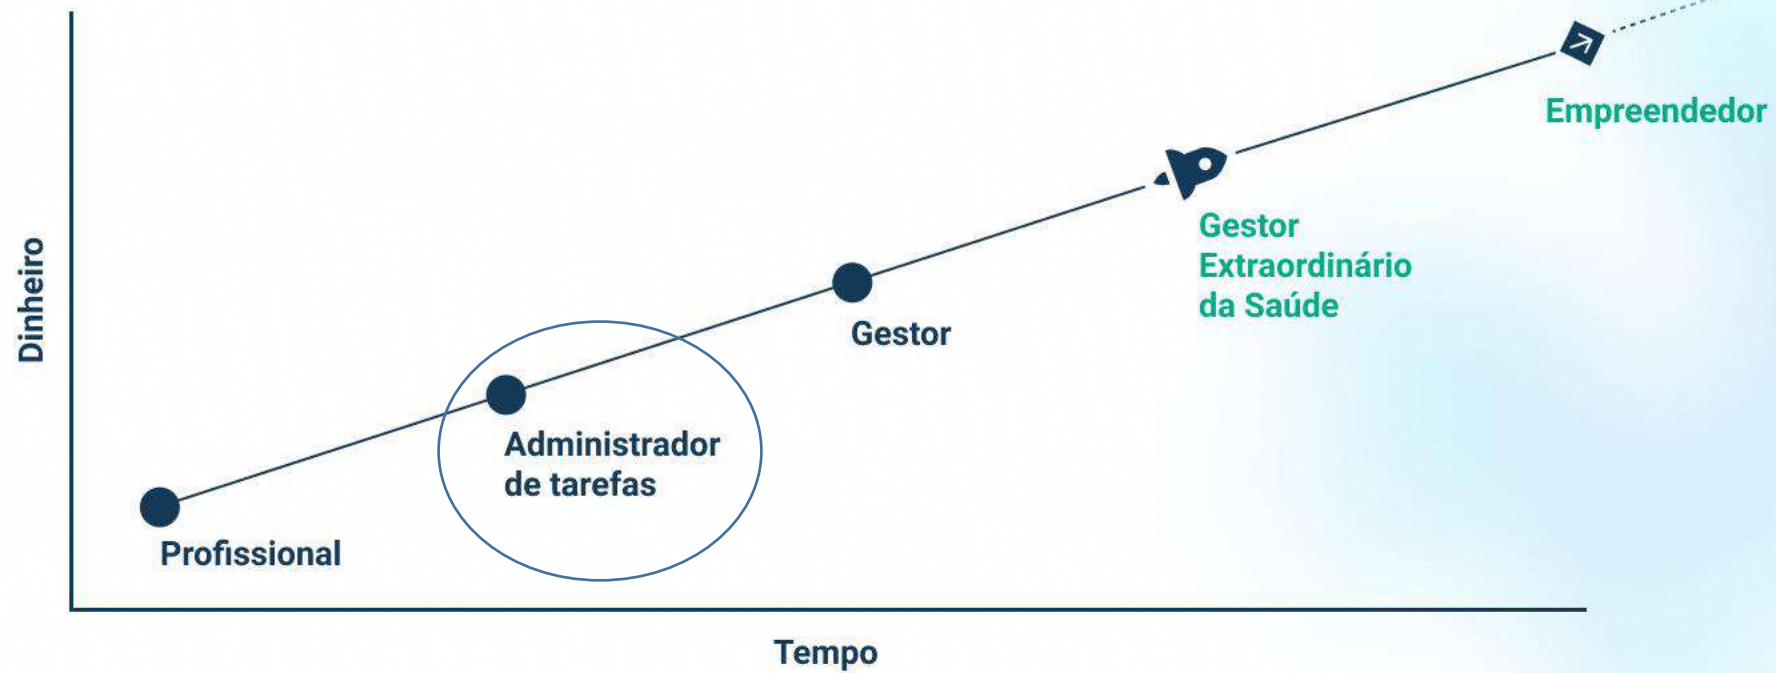 Empreendedor
Gestor
Extraordinário
da Saúde
Gestor
Administrador
de tarefas
Profissional
Dinheiro
Tempo